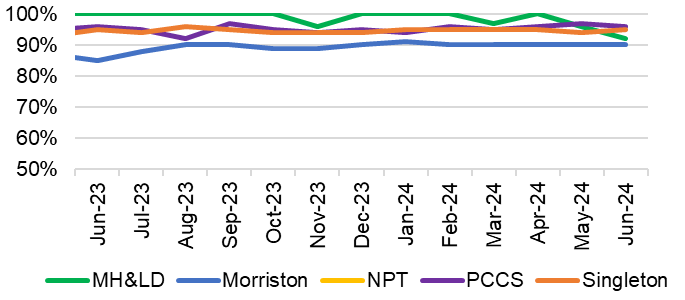 100%
90%
80%
70%
60%
50%
Jun-23
Jul-23
Aug-23
Sep-23
Oct-23
Nov-23
Dec-23
Jan-24
Feb-24
Mar-24
Apr-24
May-24
Jun-24
MH&LD Morriston NPT PCCS Singleton